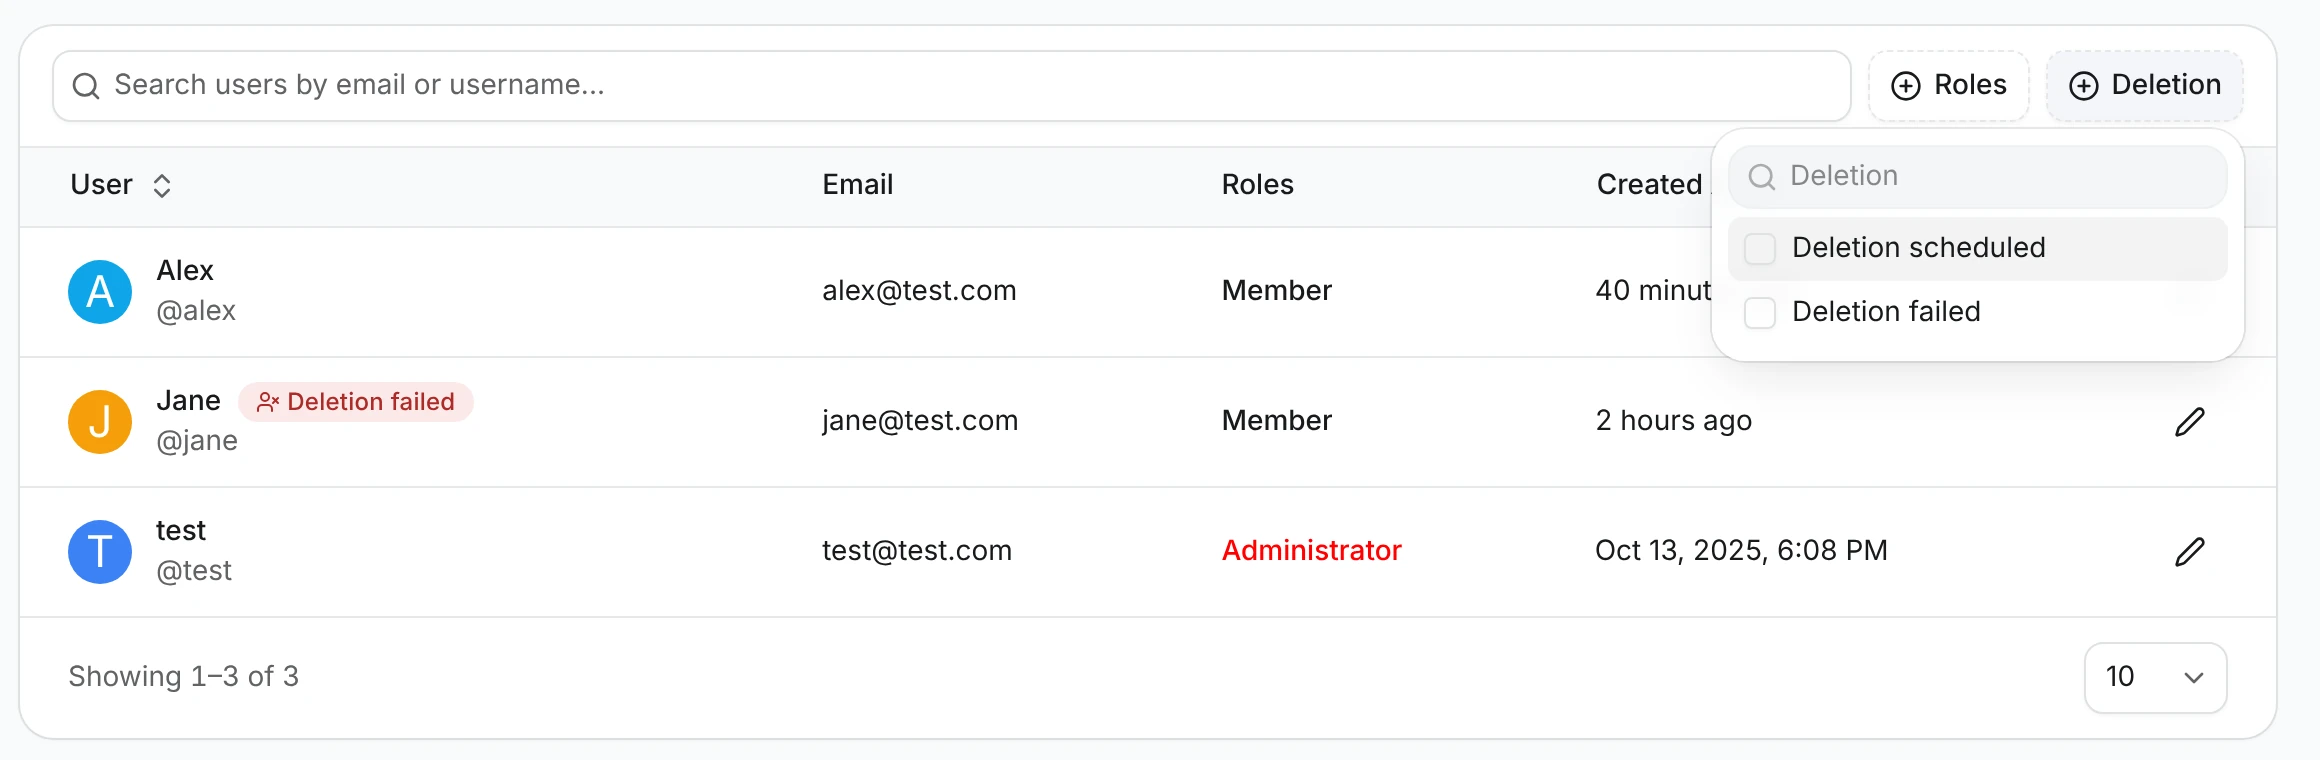 Search users by email or username...
Roles
Deletion
Deletion
Deletion scheduled
Deletion failed
User
Email
Roles
Created
A
Alex
@alex
alex@test.com
Member
40 minut
J
Jane
Deletion failed
@jane
jane@test.com
Member
2 hours ago
T
test
@test
test@test.com
Administrator
Oct 13, 2025, 6:08 PM
Showing 1–3 of 3
10